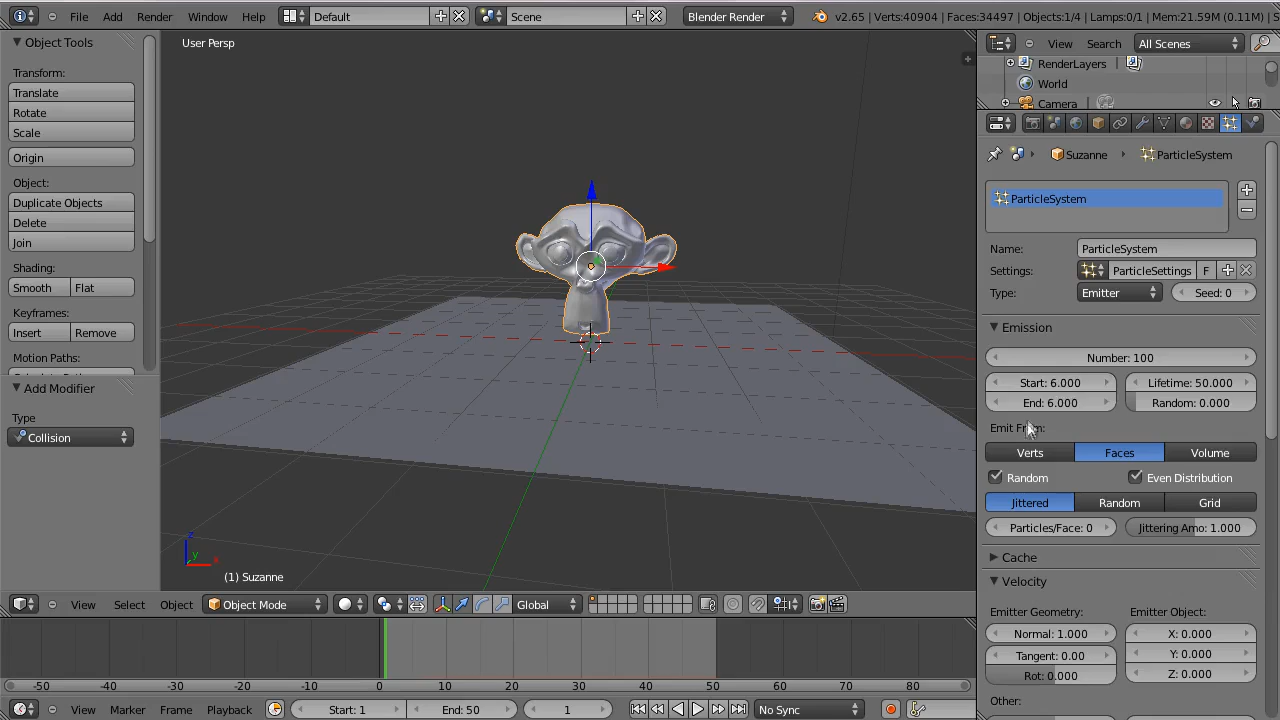 File Add Render Window Help Default Scene Blender Render v2.65 | Verts:40904 | Faces:34497 | Objects:1/4 | Lamps:0/1 | Mem:21.59M (0.11M) | S
Object Tools
Transform:
Translate
Rotate
Scale
Origin
Object:
Duplicate Objects
Delete
Join
Shading:
Smooth Flat
Keyframes:
Insert Remove
Motion Paths:
Add Modifier
Type
Collision
User Persp
z
y
x
(1) Suzanne
View Select Object Object Mode Global
-50 -40 -30 -20 -10 0 10 20 30 40 50 60 70 80
View Marker Frame Playback Start: 1 End: 50 1 No Sync
View Search All Scenes
RenderLayers |
World
Camera
Suzanne ParticleSystem
ParticleSystem
Name: ParticleSystem
Settings: ParticleSettings F
Type: Emitter Seed: 0
Emission
Number: 100
Start: 6.000 Lifetime: 50.000
End: 6.000 Random: 0.000
Emit From:
Verts Faces Volume
Random Even Distribution
Jittered Random Grid
Particles/Face: 0 Jittering Amo: 1.000
Cache
Velocity
Emitter Geometry: Emitter Object:
Normal: 1.000 X: 0.000
Tangent: 0.00 Y: 0.000
Rot: 0.000 Z: 0.000
Other: